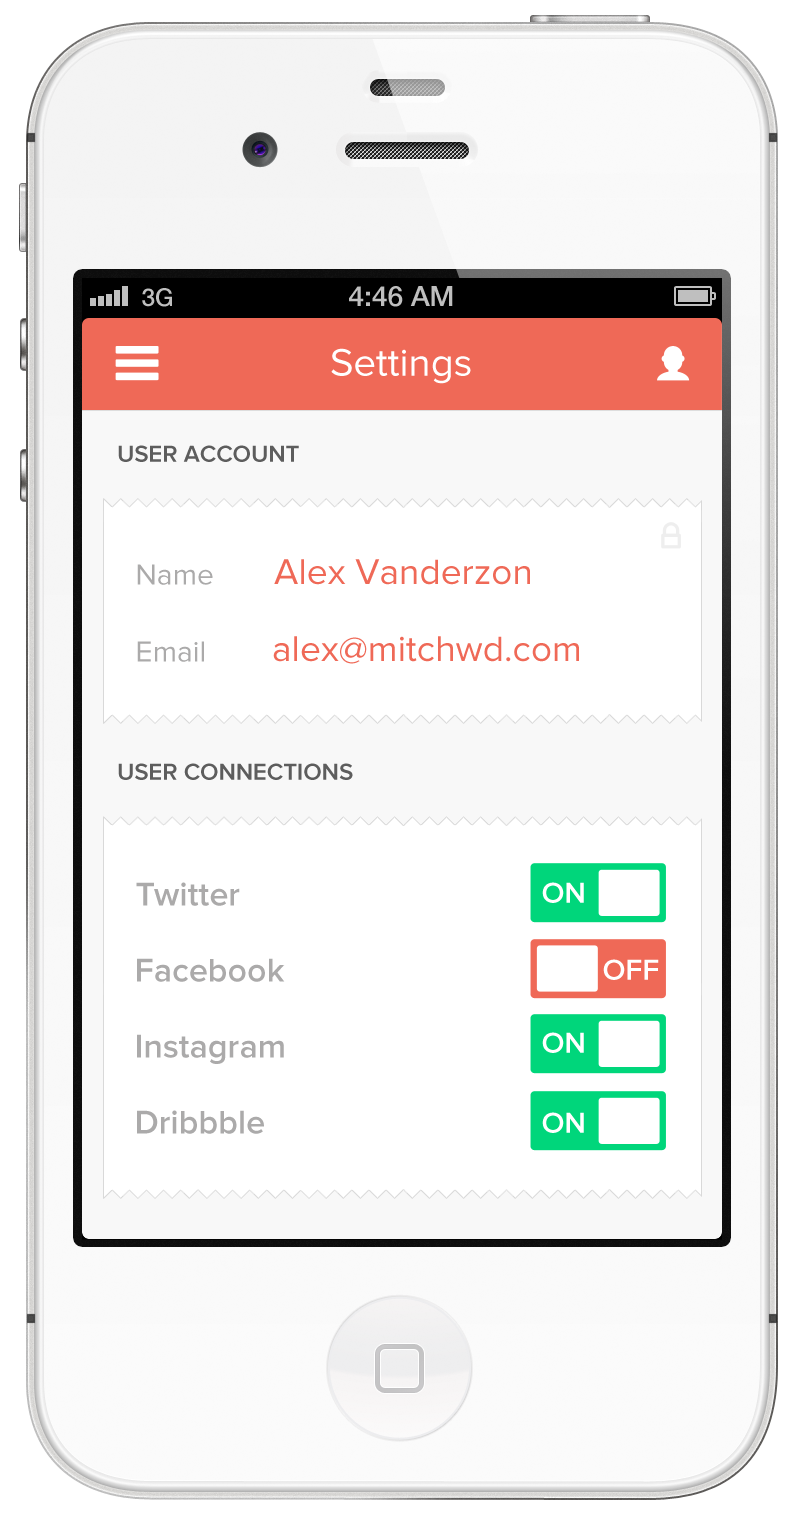 3G 4:46 AM
Settings
USER ACCOUNT
Name Alex Vanderzon
Email alex@mitchwd.com
USER CONNECTIONS
Twitter ON
Facebook OFF
Instagram ON
Dribbble ON